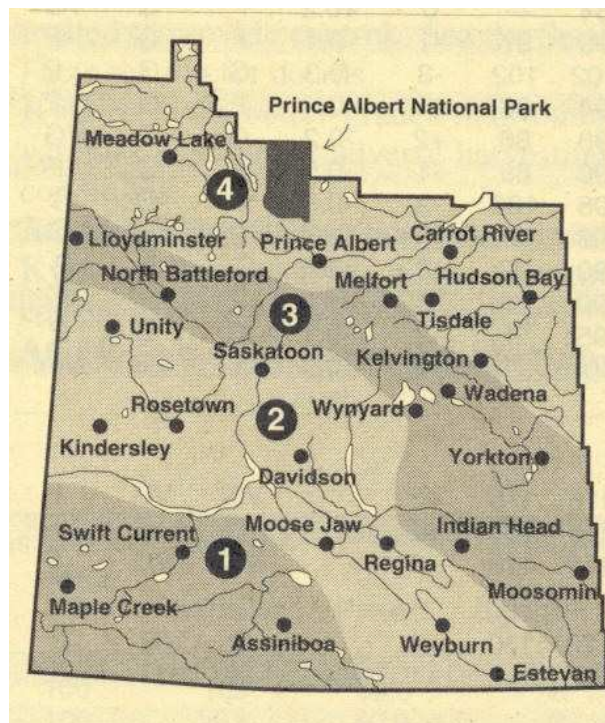 Prince Albert National Park
Meadow Lake
4
Lloydminster
Prince Albert
Carrot River
North Battleford
Melfort
Hudson Bay
3
Tisdale
Unity
Saskatoon
Kelvington
Wadena
Rosetown
2
Wynyard
Kindersley
Davidson
Yorkton
Swift Current
Moose Jaw
Indian Head
1
Regina
Moosomin
Maple Creek
Assiniboa
Weyburn
Estevan